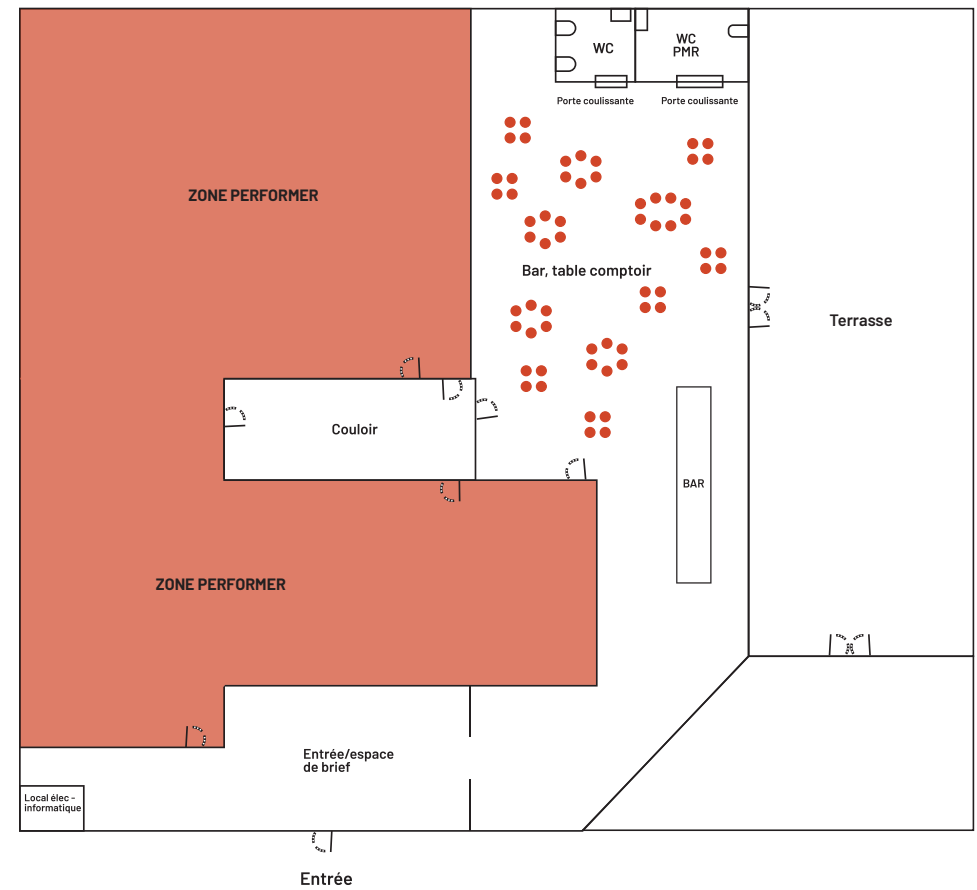 WC
WC
PMR
Porte coulissante
Porte coulissante
ZONE PERFORMER
Bar, table comptoir
Terrasse
Couloir
BAR
ZONE PERFORMER
Entrée/espace
de brief
Local élec -
informatique
Entrée